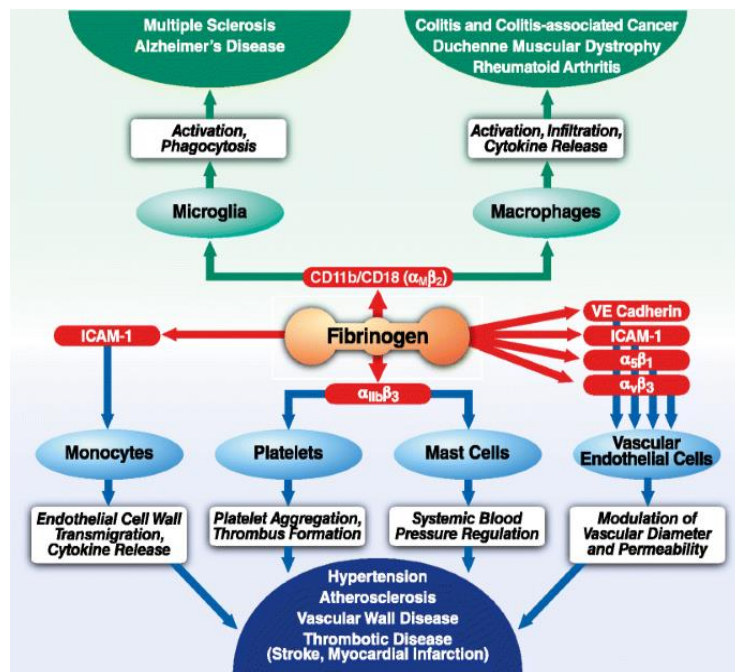 Multiple Sclerosis
Alzheimer's Disease
Colitis and Colitis-associated Cancer
Duchenne Muscular Dystrophy
Rheumatoid Arthritis
Activation,
Phagocytosis
Activation, Infiltration,
Cytokine Release
Microglia
Macrophages
CD11b/CD18 (αMβ2)
VE Cadherin
ICAM-1
Fibrinogen
ICAM-1
α5β1
αvβ3
αIIbβ3
Monocytes
Platelets
Mast Cells
Vascular
Endothelial Cells
Endothelial Cell Wall
Transmigration,
Cytokine Release
Platelet Aggregation,
Thrombus Formation
Systemic Blood
Pressure Regulation
Modulation of
Vascular Diameter
and Permeability
Hypertension
Atherosclerosis
Vascular Wall Disease
Thrombotic Disease
(Stroke, Myocardial Infarction)